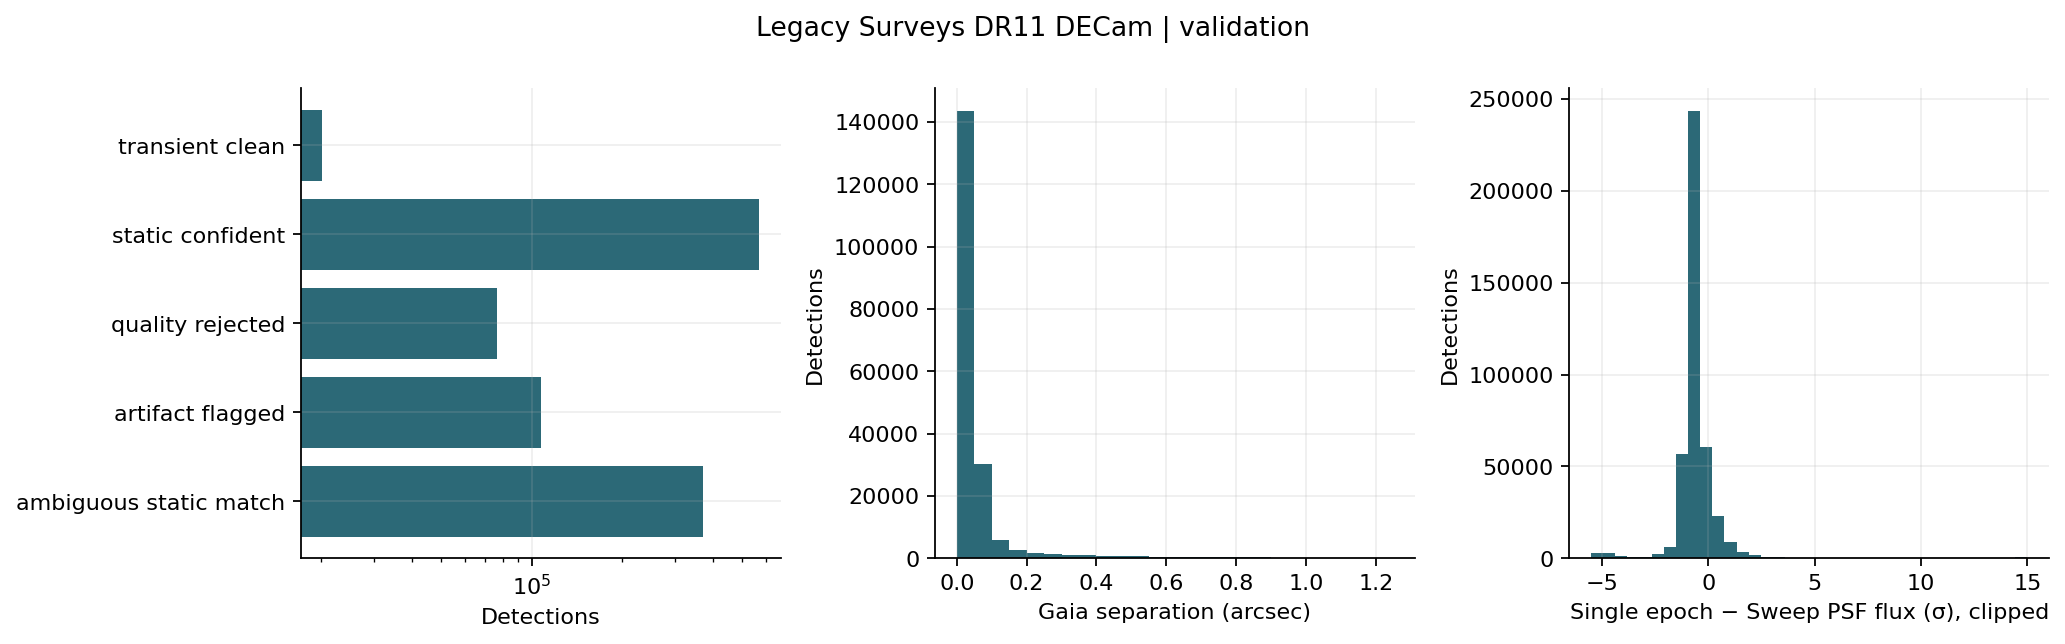 Legacy Surveys DR11 DECam | validation
transient clean
static confident
quality rejected
artifact flagged
ambiguous static match
10⁵
Detections
140000
120000
100000
80000
60000
40000
20000
0
Detections
0.0 0.2 0.4 0.6 0.8 1.0 1.2
Gaia separation (arcsec)
250000
200000
150000
100000
50000
0
Detections
−5 0 5 10 15
Single epoch − Sweep PSF flux (σ), clipped